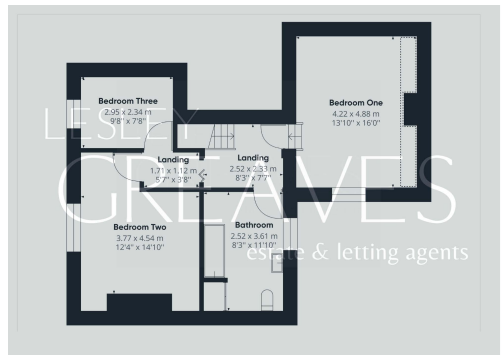 Bedroom Three
2.95 x 2.34 m
9'8" x 7'8"
Bedroom One
4.22 x 4.88 m
13'10" x 16'0"
LESLEY
GREAVES
estate & letting agents
Landing
1.71 x 1.12 m
5'7" x 3'8"
Landing
2.52 x 2.33 m
8'3" x 7'7"
Bedroom Two
3.77 x 4.54 m
12'4" x 14'10"
Bathroom
2.52 x 3.61 m
8'3" x 11'10"